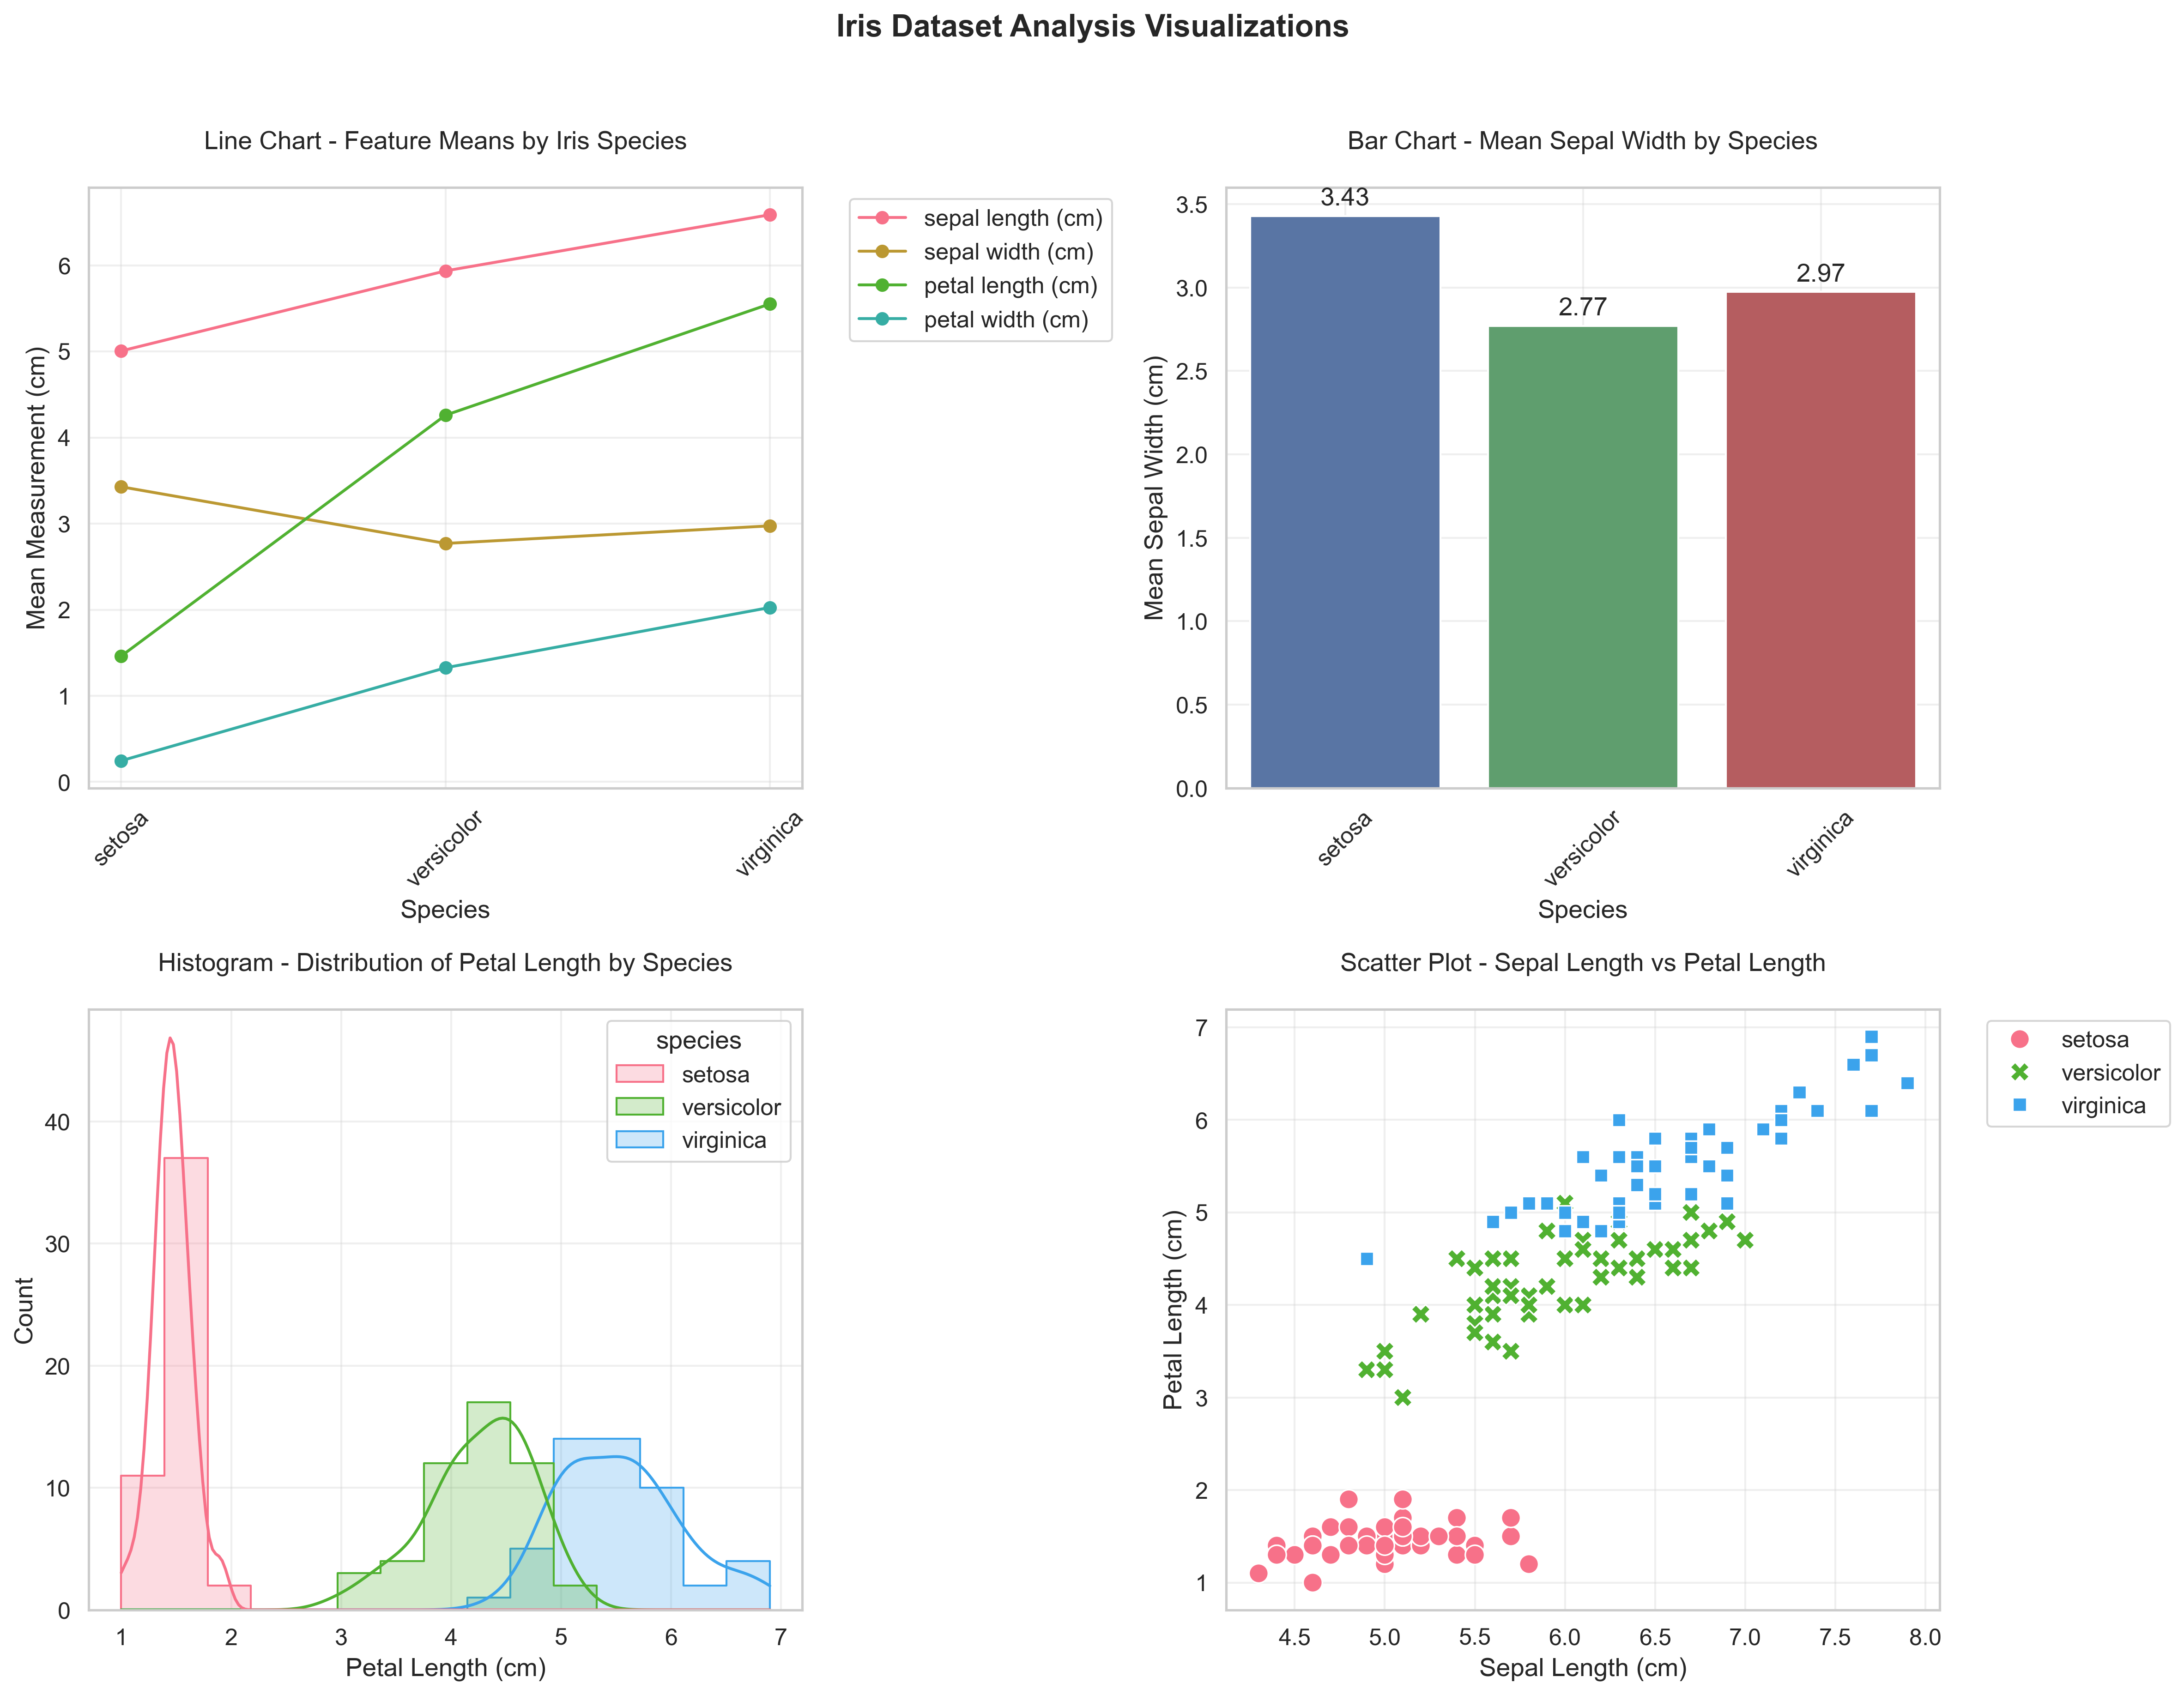 Iris Dataset Analysis Visualizations
Line Chart - Feature Means by Iris Species
Mean Measurement (cm)
6
5
4
3
2
1
0
setosa
versicolor
virginica
Species
sepal length (cm)
sepal width (cm)
petal length (cm)
petal width (cm)
Bar Chart - Mean Sepal Width by Species
Mean Sepal Width (cm)
3.5
3.0
2.5
2.0
1.5
1.0
0.5
0.0
3.43
2.77
2.97
setosa
versicolor
virginica
Species
Histogram - Distribution of Petal Length by Species
Count
40
30
20
10
0
species
setosa
versicolor
virginica
1 2 3 4 5 6 7
Petal Length (cm)
Scatter Plot - Sepal Length vs Petal Length
Petal Length (cm)
7
6
5
4
3
2
1
4.5 5.0 5.5 6.0 6.5 7.0 7.5 8.0
Sepal Length (cm)
setosa
versicolor
virginica